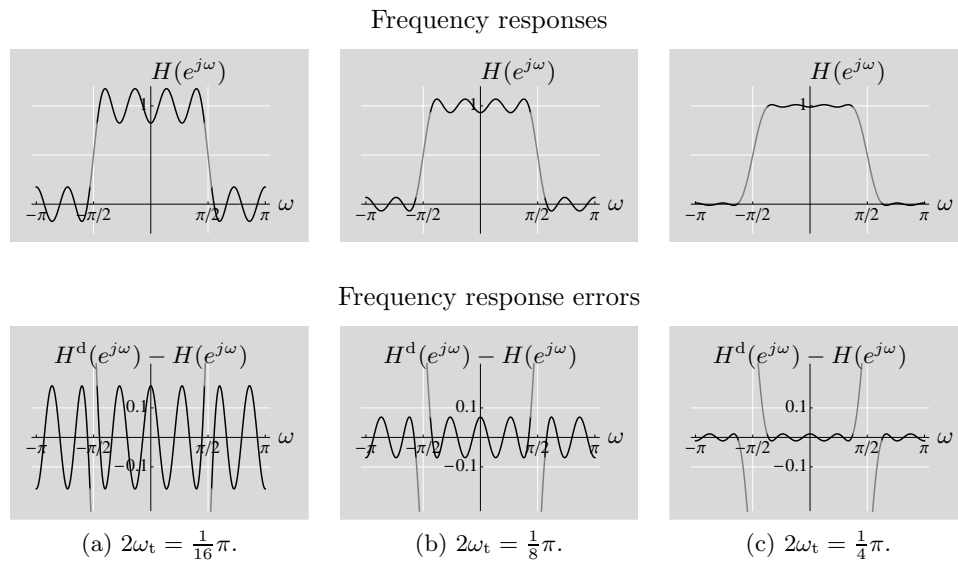 Frequency responses
H(e^{jω}) H(e^{jω}) H(e^{jω})
1 1 1
−π −π/2 π/2 π ω −π −π/2 π/2 π ω −π −π/2 π/2 π ω
Frequency response errors
H^d(e^{jω}) − H(e^{jω}) H^d(e^{jω}) − H(e^{jω}) H^d(e^{jω}) − H(e^{jω})
0.1 0.1 0.1
−π −π/2 π/2 π ω −π −π/2 π/2 π ω −π −π/2 π/2 π ω
−0.1 −0.1 −0.1
(a) 2ω_t = 1/16 π. (b) 2ω_t = 1/8 π. (c) 2ω_t = 1/4 π.